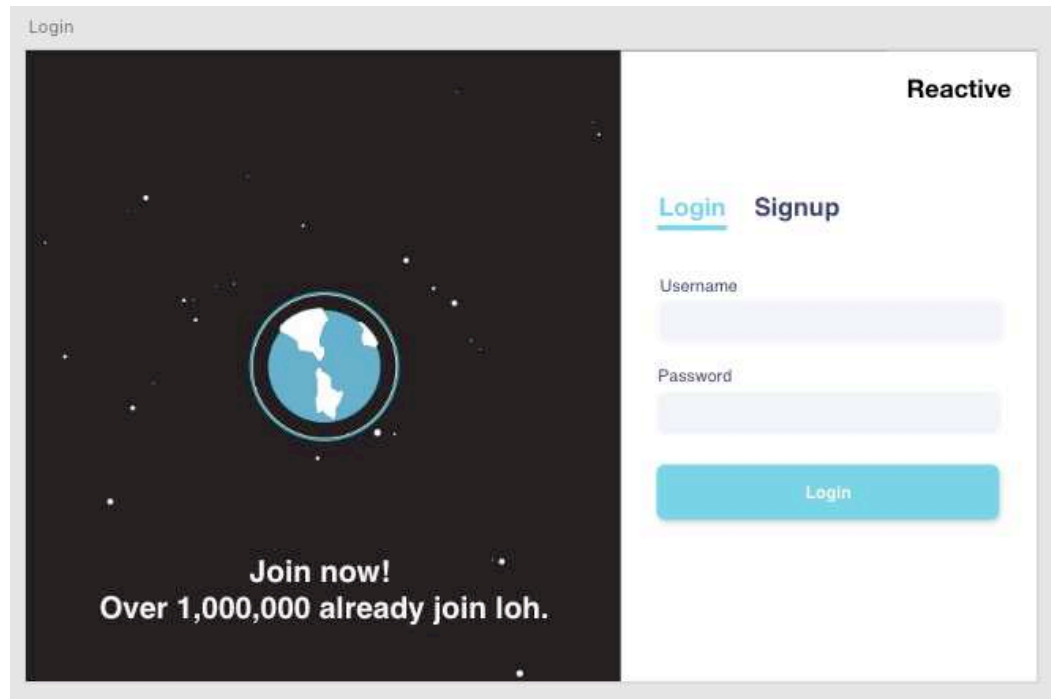 Login
Reactive
Login Signup
Username
Password
Login
Join now!
Over 1,000,000 already join loh.